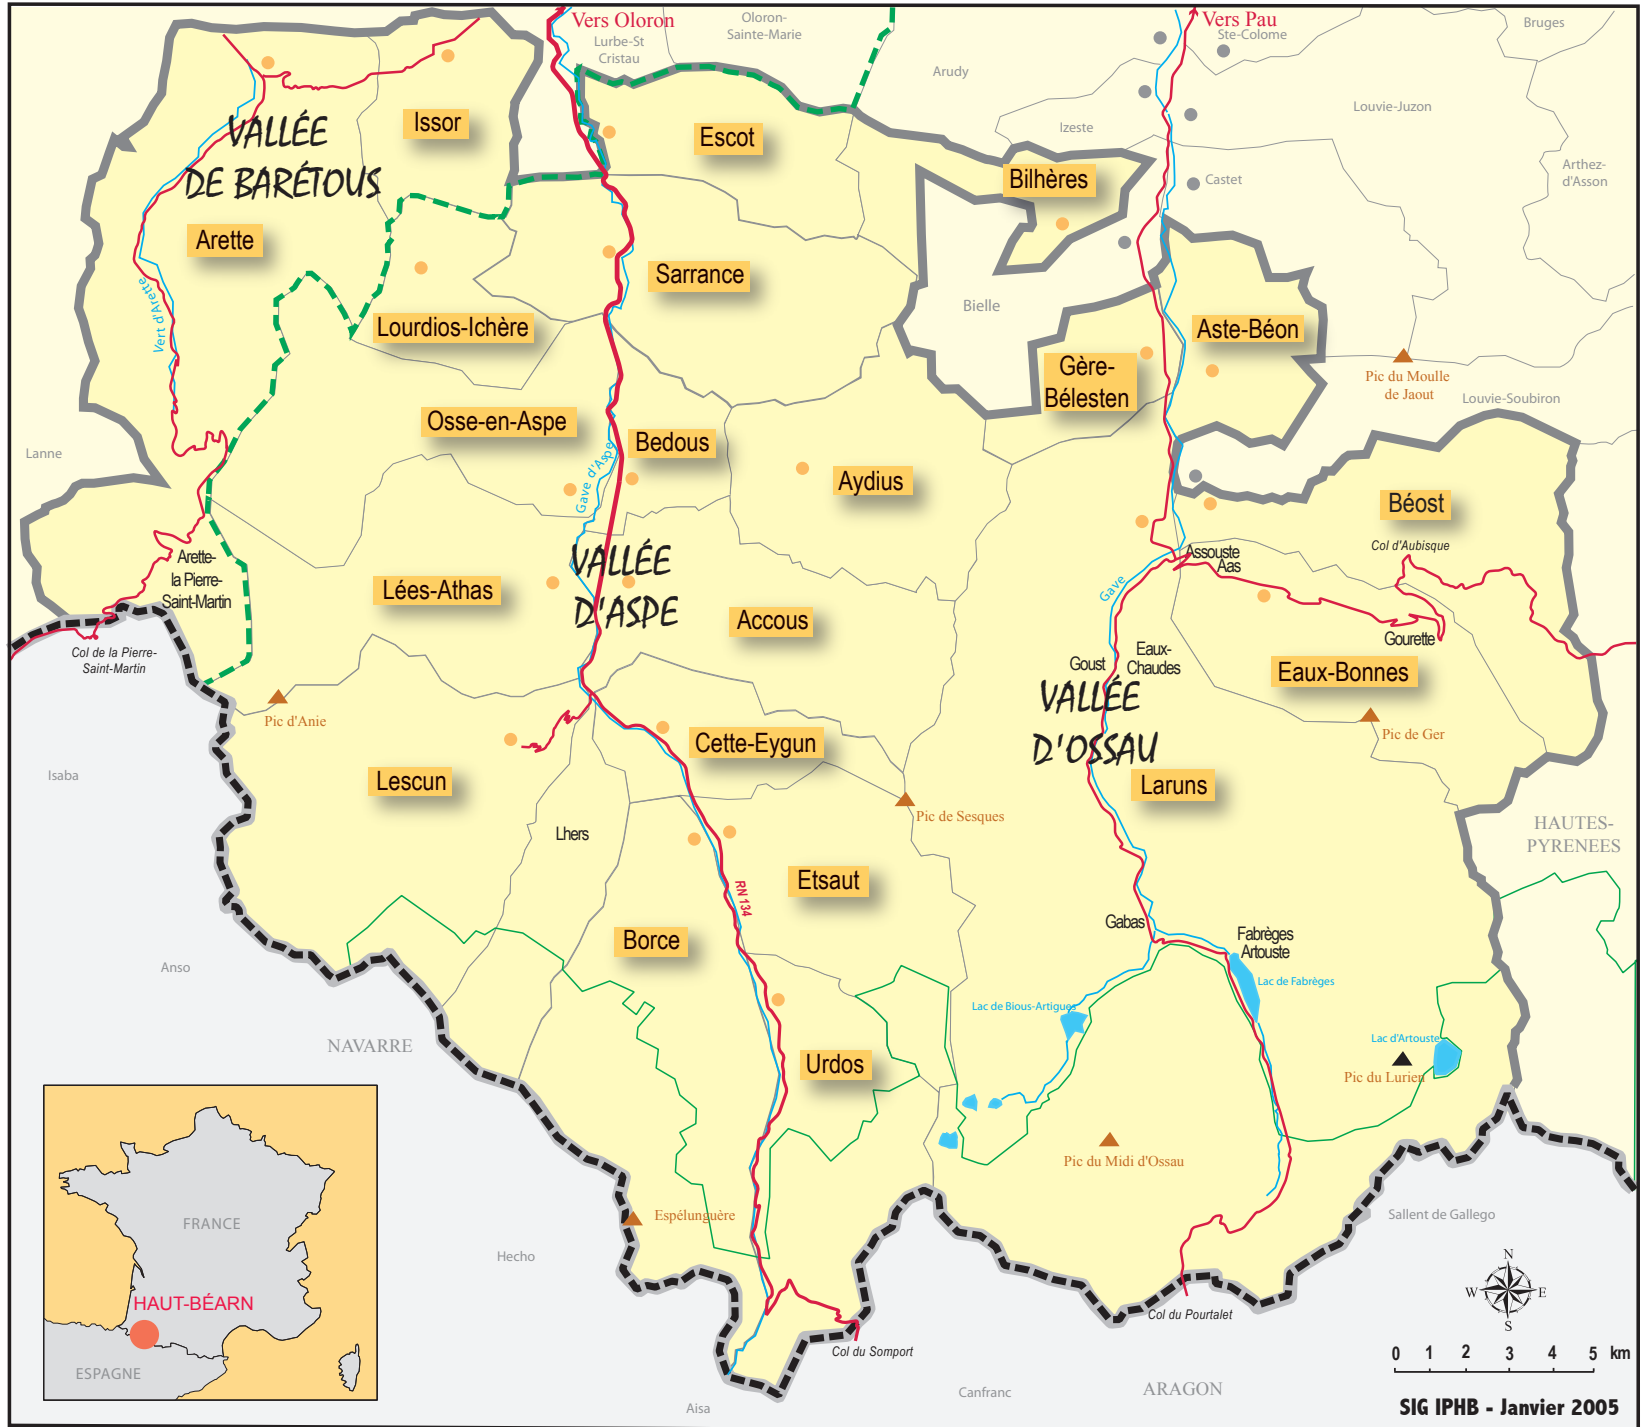 Vers Oloron
Vers Pau
Ste-Colome
Bruges
Oloron-
Sainte-Marie
Lurbe-St
Cristau
Arudy
Louvie-Juzon
Izeste
Issor
Escot
VALLÉE
DE BARÉTOUS
Bilhères
Castet
Arthez-
d'Asson
Arette
Sarrance
Bielle
Vert d'Arette
Lourdios-Ichère
Aste-Béon
Gère-
Bélesten
Pic du Moulle
de Jaout
Louvie-Soubiron
Osse-en-Aspe
Bedous
Lanne
Gave d'Aspe
Aydius
Béost
Col d'Aubisque
Arette-
la Pierre-
Saint-Martin
VALLÉE
D'ASPE
Assouste
Aas
Gave
Lées-Athas
Accous
Gourette
Col de la Pierre-
Saint-Martin
Goust
Eaux-
Chaudes
Eaux-Bonnes
VALLÉE
D'OSSAU
Pic d'Anie
Pic de Ger
Cette-Eygun
Isaba
Lescun
Laruns
Pic de Sesques
Lhers
HAUTES-
PYRENEES
Etsaut
RN 134
Borce
Gabas
Fabrèges
Artouste
Anso
Lac de Fabrèges
Lac de Bious-Artigues
Lac d'Artouste
NAVARRE
Urdos
Pic du Lurien
Pic du Midi d'Ossau
Espélunguère
Sallent de Gallego
Hecho
FRANCE
HAUT-BÉARN
ESPAGNE
N
W
E
S
Col du Pourtalet
Col du Somport
0 1 2 3 4 5 km
Canfranc
ARAGON
Aisa
SIG IPHB - Janvier 2005